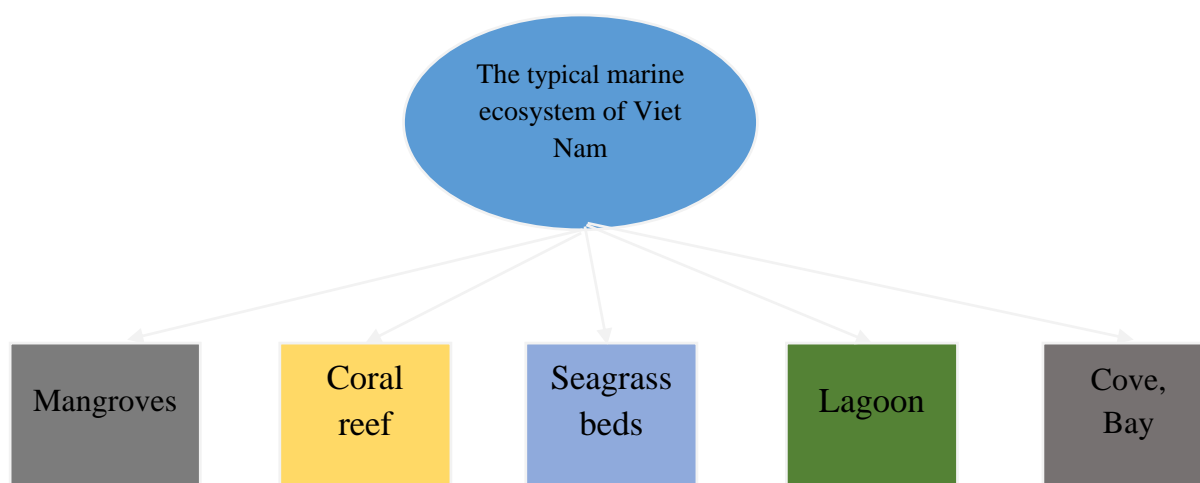 The typical marine
ecosystem of Viet
Nam
Mangroves
Coral
reef
Seagrass
beds
Lagoon
Cove,
Bay